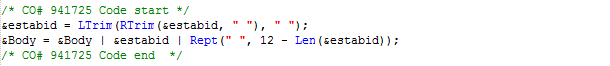 /* CO# 941725 Code start */
&estabid = LTrim(RTrim(&estabid, " "), " ");
&Body = &Body | &estabid | Rept(" ", 12 - Len(&estabid));
/* CO# 941725 Code end  */